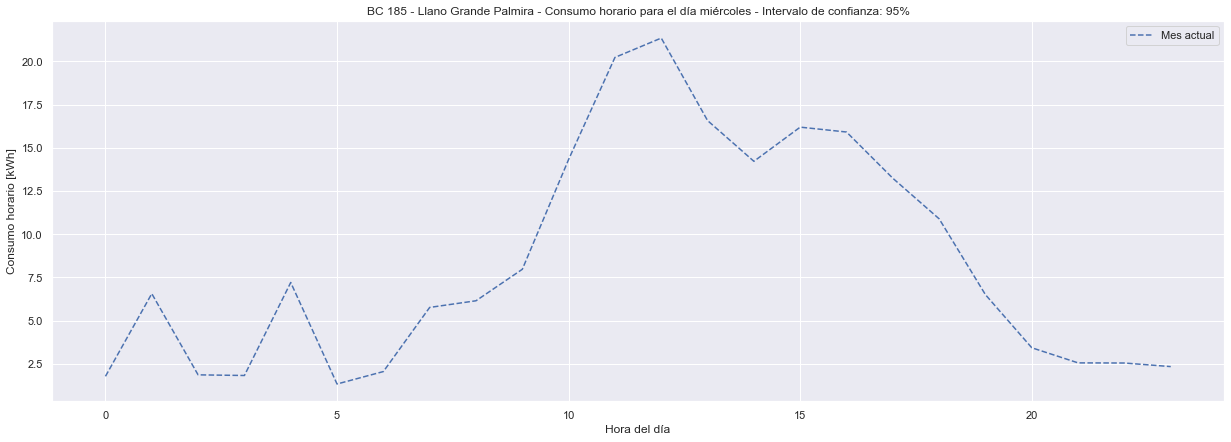 BC 185 - Llano Grande Palmira - Consumo horario para el día miércoles - Intervalo de confianza: 95%
Mes actual
Consumo horario [kWh]
20.0
17.5
15.0
12.5
10.0
7.5
5.0
2.5
0 5 10 15 20
Hora del día